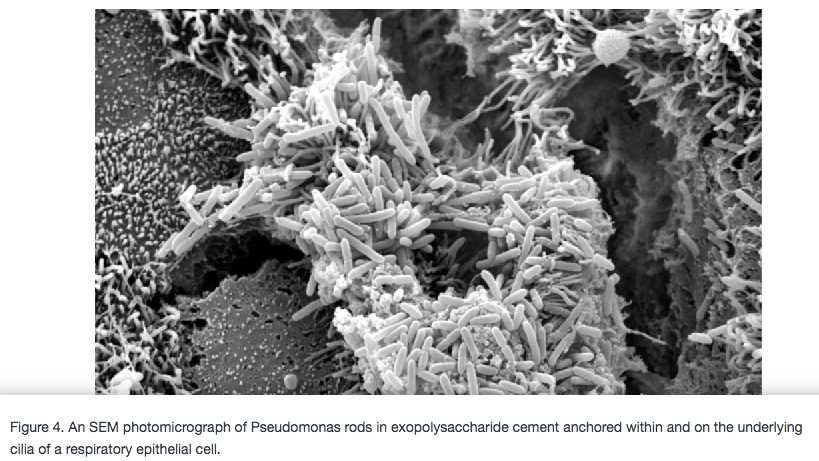 Figure 4. An SEM photomicrograph of Pseudomonas rods in exopolysaccharide cement anchored within and on the underlying
cilia of a respiratory epithelial cell.